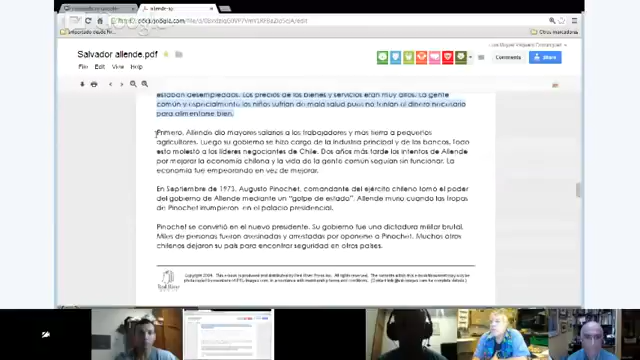 allende-sp
Otros marcadores
Salvador allende.pdf
File Edit View Help
Comments
Share
estaban desempleados. Los precios de los bienes y servicios eran muy altos. La gente
común y especialmente los niños sufrían de mala salud pues no tenían el dinero necesario
para alimentarse bien.
Primero, Allende dio mayores salarios a los trabajadores y más tierra a pequeños
agricultores. Luego su gobierno se hizo cargo de la industria principal y de los bancos. Todo
esto molestó a los líderes negociantes de Chile. Dos años más tarde los intentos de Allende
por mejorar la economía chilena y la vida de la gente común seguían sin funcionar. La
economía fue empeorando en vez de mejorar.
En Septiembre de 1973, Augusto Pinochet, comandante del ejército chileno tomó el poder
del gobierno de Allende mediante un "golpe de estado". Allende murió cuando las tropas
de Pinochet irrumpieron en el palacio presidencial.
Pinochet se convirtió en el nuevo presidente. Su gobierno fue una dictadura militar brutal.
Miles de personas fueron asesinadas y arrestadas por oponerse a Pinochet. Muchos otros
chilenos dejaron su país para encontrar seguridad en otros países.